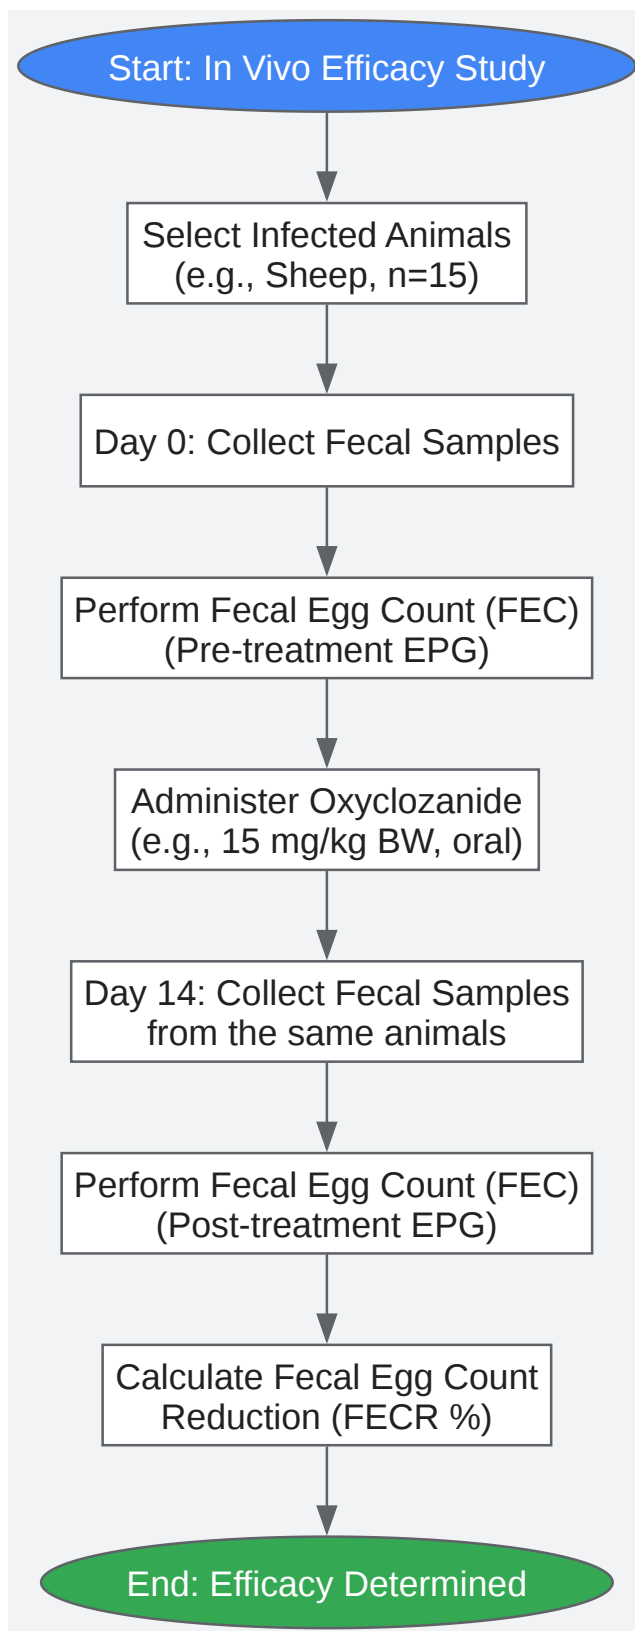 Start: In Vivo Efficacy Study
Select Infected Animals
(e.g., Sheep, n=15)
Day 0: Collect Fecal Samples
Perform Fecal Egg Count (FEC)
(Pre-treatment EPG)
Administer Oxyclozanide
(e.g., 15 mg/kg BW, oral)
Day 14: Collect Fecal Samples
from the same animals
Perform Fecal Egg Count (FEC)
(Post-treatment EPG)
Calculate Fecal Egg Count
Reduction (FECR %)
End: Efficacy Determined